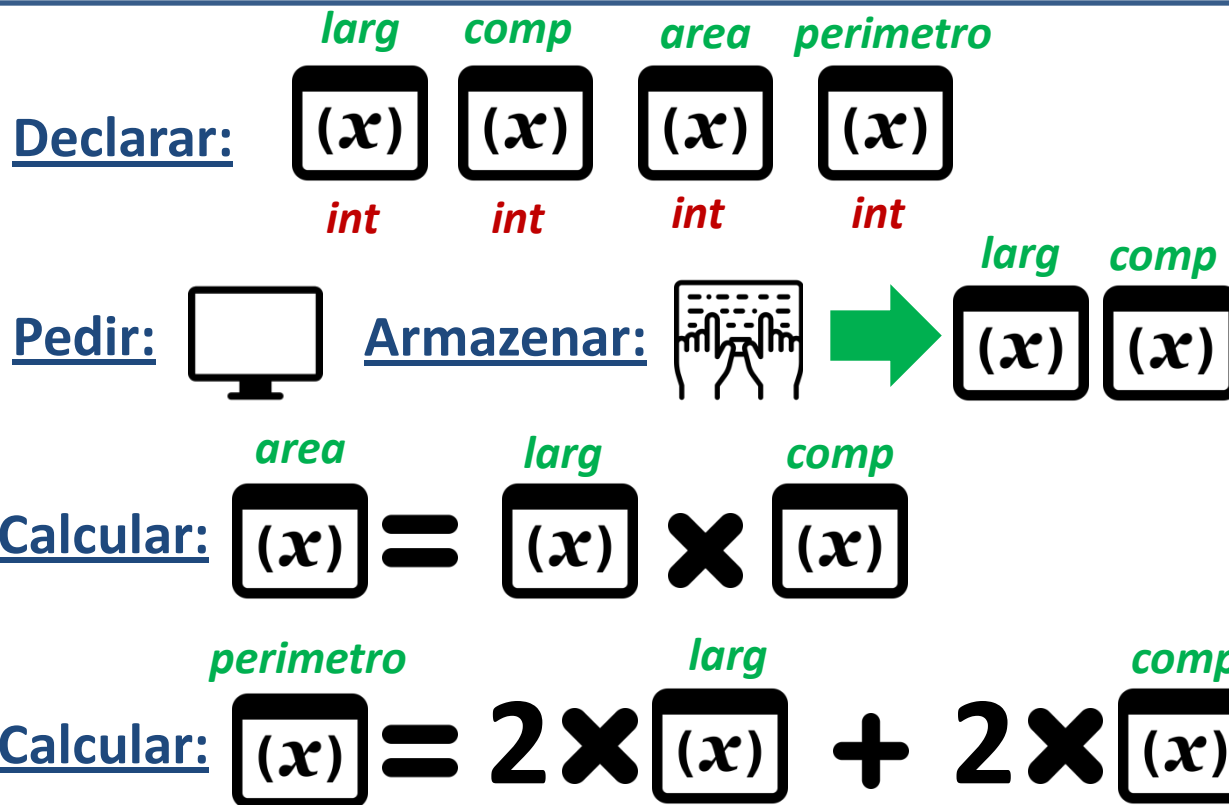 larg comp area perimetro
Declarar: (x) (x) (x) (x)
int int int int
larg comp
Pedir: Armazenar: (x) (x)
area larg comp
Calcular: (x) = (x) × (x)
perimetro larg comp
Calcular: (x) = 2 × (x) + 2 × (x)